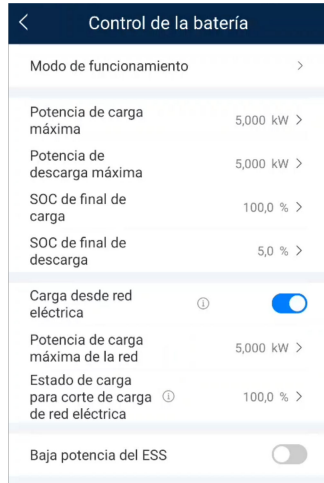 Control de la batería
Modo de funcionamiento
Potencia de carga
máxima
5,000 kW
Potencia de
descarga máxima
5,000 kW
SOC de final de
carga
100,0 %
SOC de final de
descarga
5,0 %
Carga desde red
eléctrica
Potencia de carga
máxima de la red
5,000 kW
Estado de carga
para corte de carga
de red eléctrica
100,0 %
Baja potencia del ESS